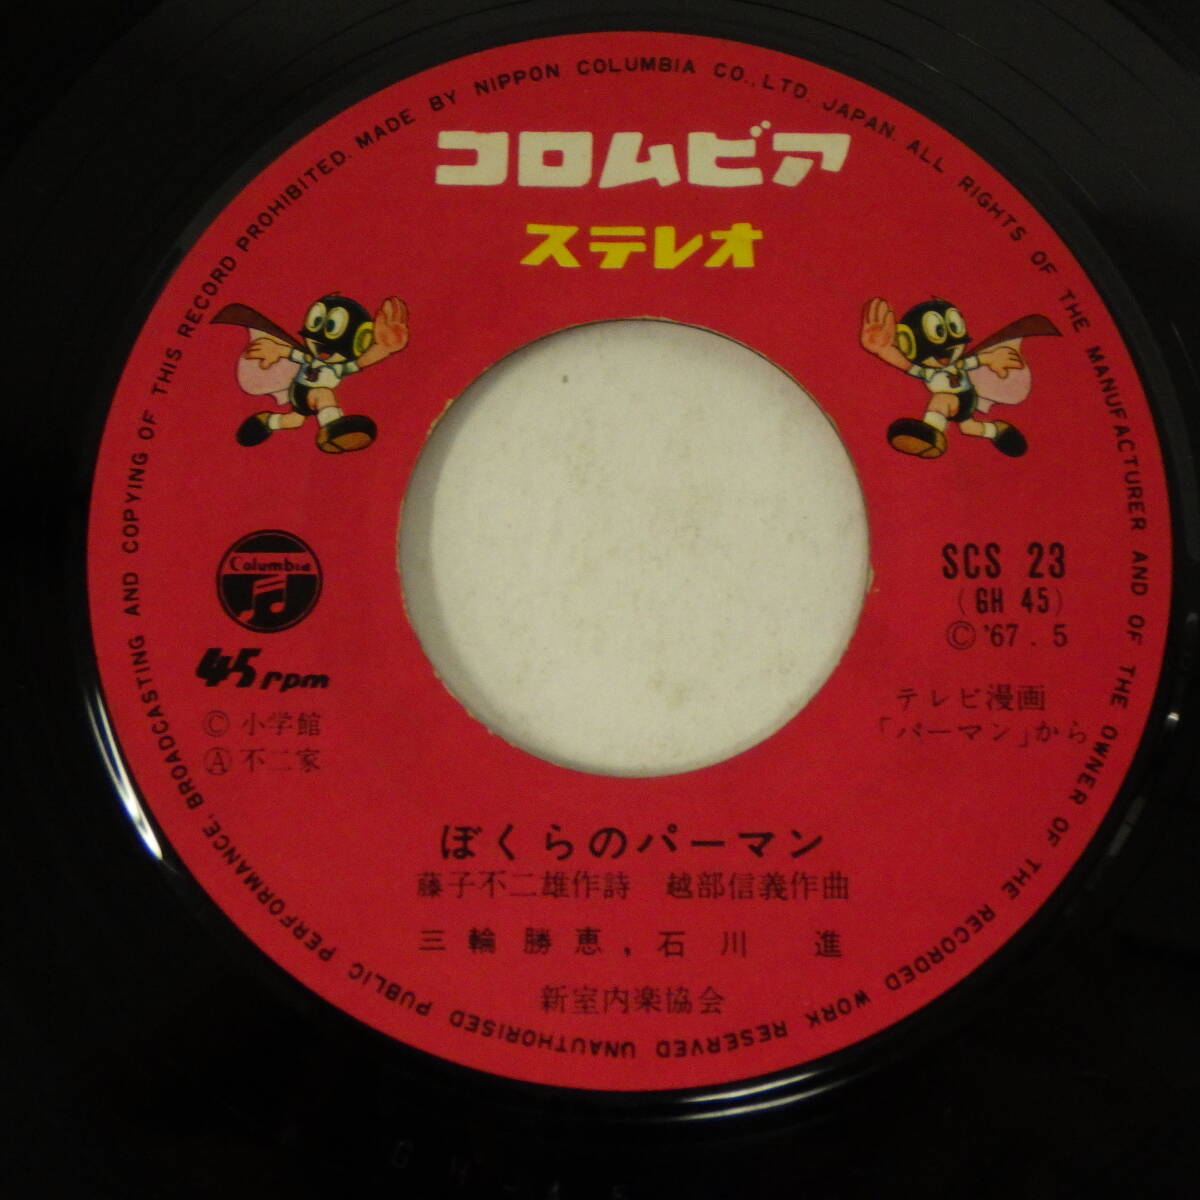 MADE BY NIPPON COLUMBIA CO., LTD. JAPAN. ALL RIGHTS OF THE MANUFACTURER AND OF THE OWNER OF THE RECORDED WORK RESERVED UNAUTHORISED PUBLIC PERFORMANCE, BROADCASTING AND COPYING OF THIS RECORD PROHIBITED.
コロムビア
ステレオ
Columbia
45 rpm
Ⓒ 小学館
Ⓐ 不二家
SCS 23
(GH 45)
Ⓒ '67. 5
テレビ漫画
「パーマン」から
ぼくらのパーマン
藤子不二雄作詩 越部信義作曲
三輪勝恵, 石川 進
新室内楽協会